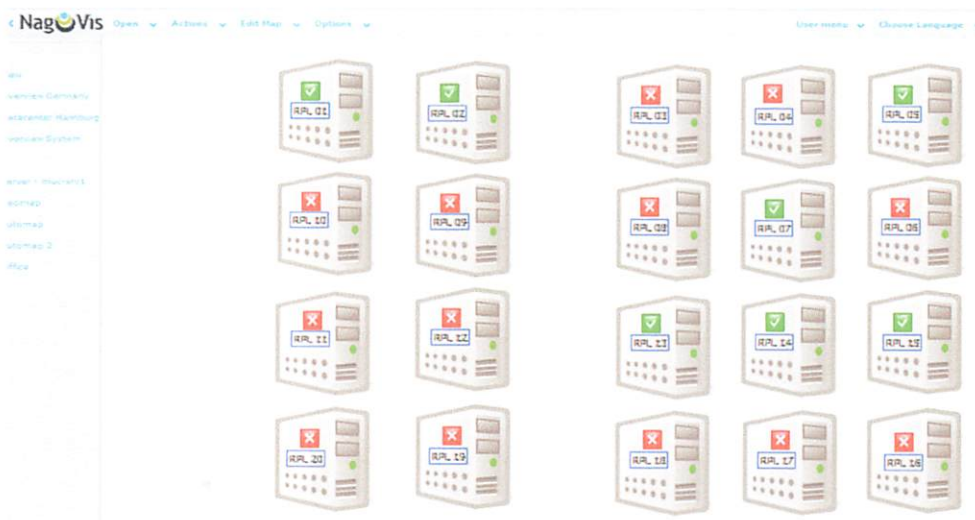 NagVis Open Actions Edit Map Options User menu Choose Language
RPL 01 RPL 02 RPL 03 RPL 04 RPL 05
RPL 10 RPL 09 RPL 08 RPL 07 RPL 06
RPL 11 RPL 12 RPL 13 RPL 14 RPL 15
RPL 20 RPL 19 RPL 18 RPL 17 RPL 16